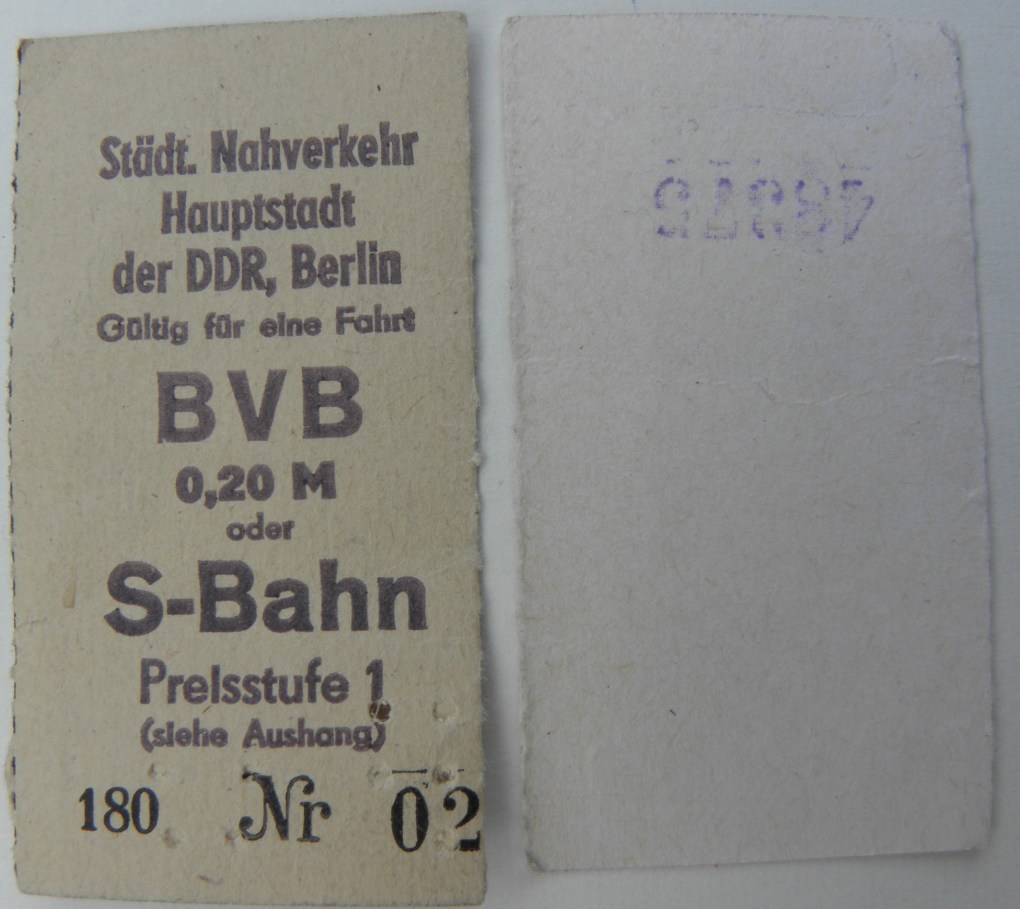 Städt. Nahverkehr
Hauptstadt
der DDR, Berlin
Gültig für eine Fahrt
BVB
0,20 M
oder
S-Bahn
Preisstufe 1
(siehe Aushang)
180 Nr 02